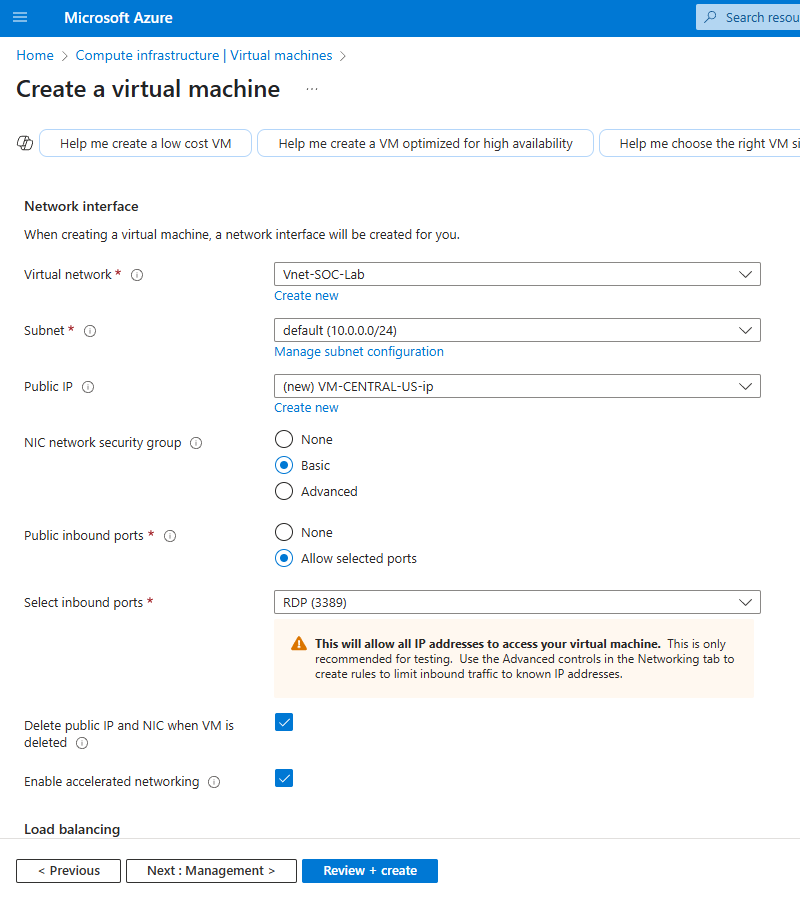 Microsoft Azure
Search resou
Home > Compute infrastructure | Virtual machines >
Create a virtual machine ...
Help me create a low cost VM
Help me create a VM optimized for high availability
Help me choose the right VM si
Network interface
When creating a virtual machine, a network interface will be created for you.
Virtual network *
Vnet-SOC-Lab
Create new
Subnet *
default (10.0.0.0/24)
Manage subnet configuration
Public IP
(new) VM-CENTRAL-US-ip
Create new
NIC network security group
None
Basic
Advanced
Public inbound ports *
None
Allow selected ports
Select inbound ports *
RDP (3389)
This will allow all IP addresses to access your virtual machine. This is only
recommended for testing. Use the Advanced controls in the Networking tab to
create rules to limit inbound traffic to known IP addresses.
Delete public IP and NIC when VM is
deleted
Enable accelerated networking
Load balancing
< Previous
Next : Management >
Review + create